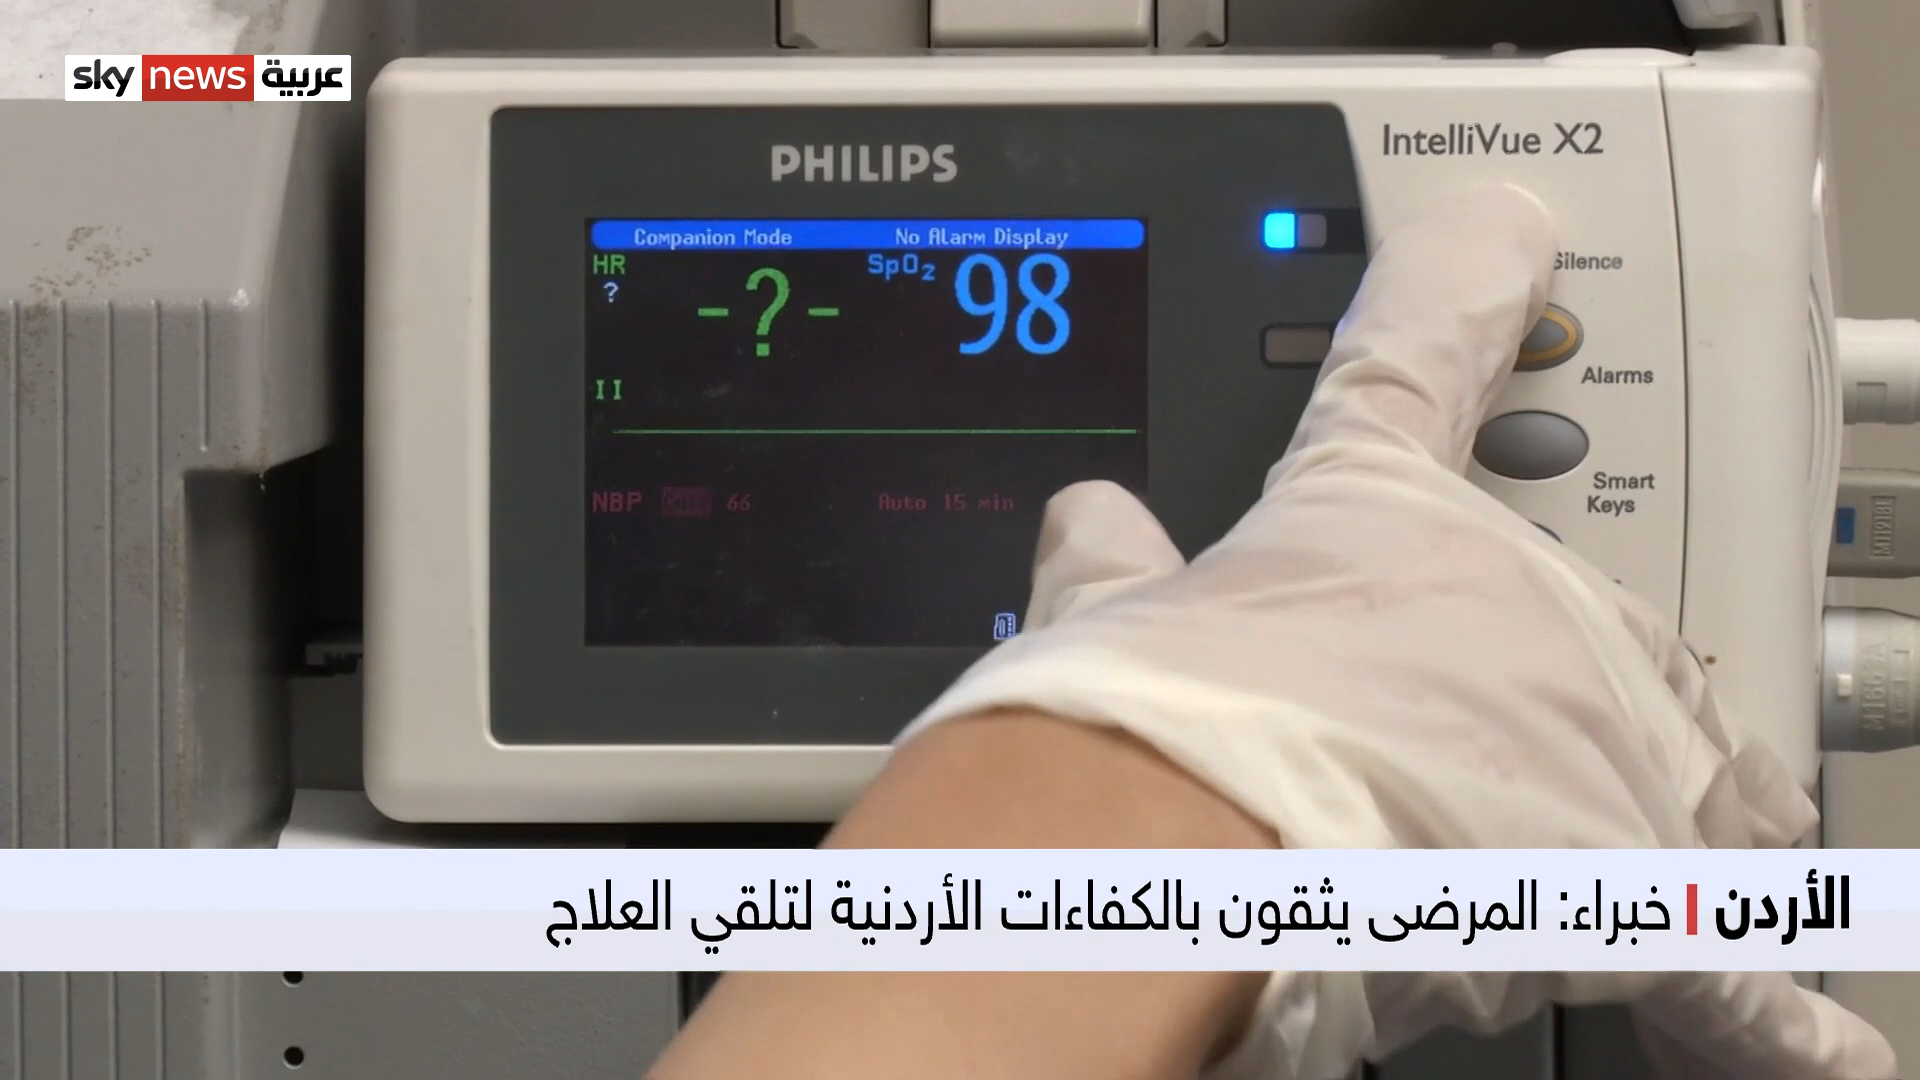 sky news عربية
PHILIPS
IntelliVue X2
Companion Mode No Alarm Display
HR
?
-?-
SpO₂ 98
II
NBP
66
Auto 15 min
Silence
Alarms
Smart
Keys
الأردن | خبراء: المرضى يثقون بالكفاءات الأردنية لتلقي العلاج